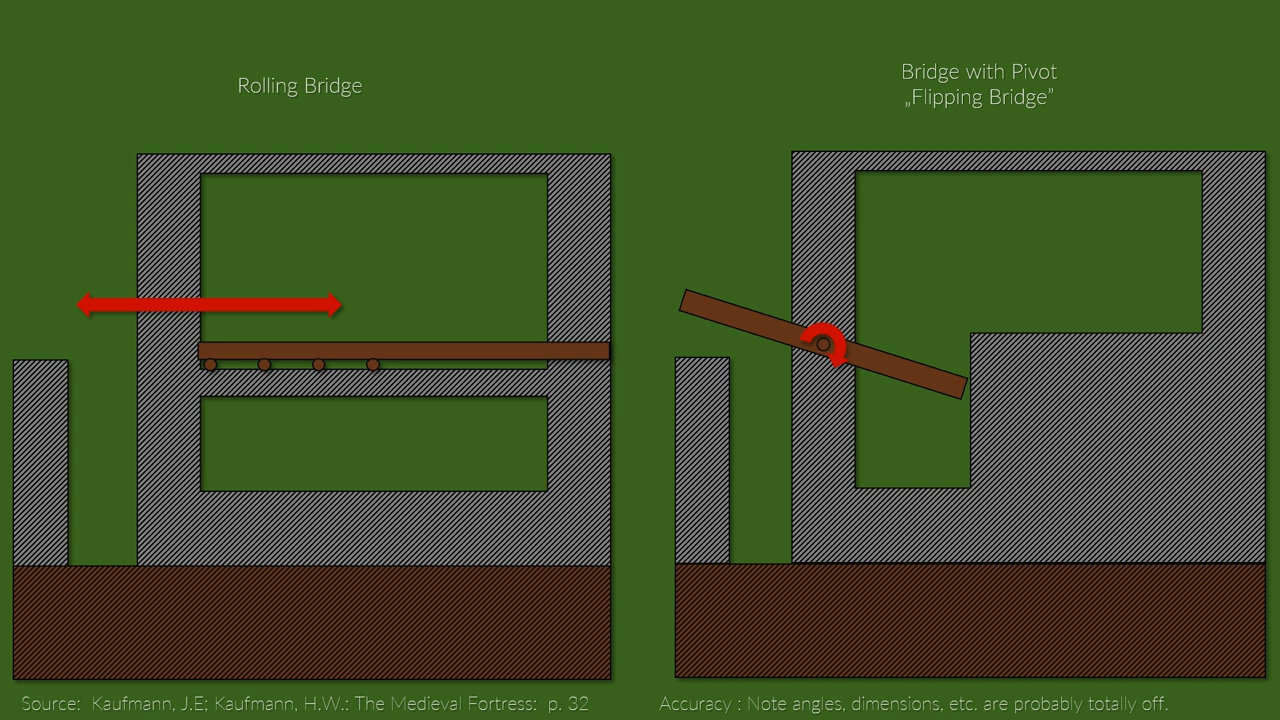 Rolling Bridge
Bridge with Pivot
„Flipping Bridge”
Source:  Kaufmann, J.E; Kaufmann, H.W.: The Medieval Fortress:  p. 32
Accuracy : Note angles, dimensions, etc. are probably totally off.